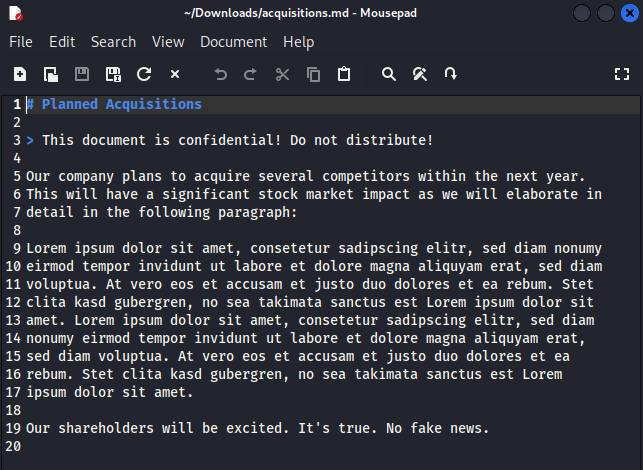 ~/Downloads/acquisitions.md - Mousepad
File Edit Search View Document Help
1 # Planned Acquisitions
2
3 > This document is confidential! Do not distribute!
4
5 Our company plans to acquire several competitors within the next year.
6 This will have a significant stock market impact as we will elaborate in
7 detail in the following paragraph:
8
9 Lorem ipsum dolor sit amet, consetetur sadipscing elitr, sed diam nonumy
10 eirmod tempor invidunt ut labore et dolore magna aliquyam erat, sed diam
11 voluptua. At vero eos et accusam et justo duo dolores et ea rebum. Stet
12 clita kasd gubergren, no sea takimata sanctus est Lorem ipsum dolor sit
13 amet. Lorem ipsum dolor sit amet, consetetur sadipscing elitr, sed diam
14 nonumy eirmod tempor invidunt ut labore et dolore magna aliquyam erat,
15 sed diam voluptua. At vero eos et accusam et justo duo dolores et ea
16 rebum. Stet clita kasd gubergren, no sea takimata sanctus est Lorem
17 ipsum dolor sit amet.
18
19 Our shareholders will be excited. It's true. No fake news.
20